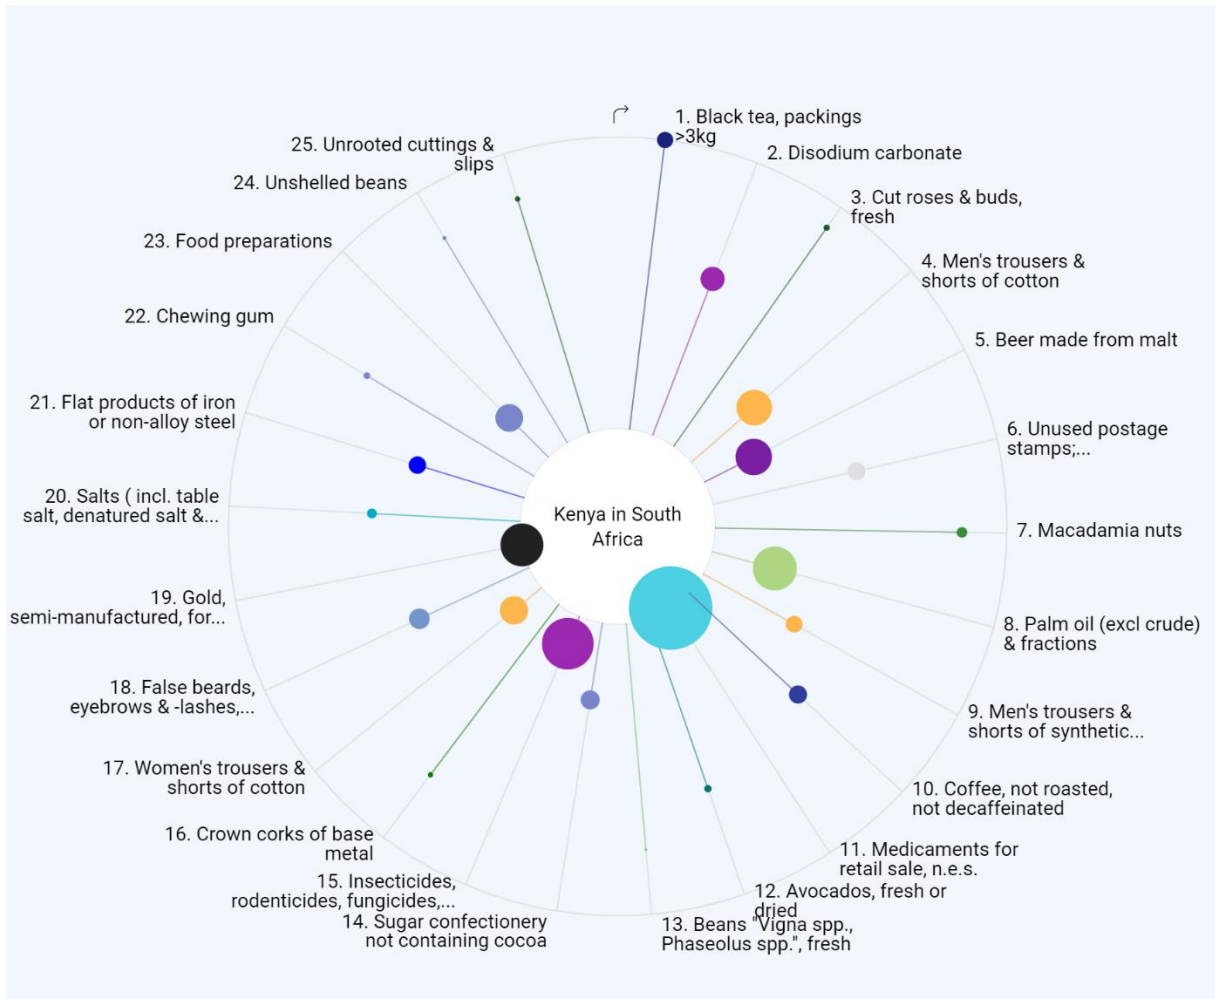 1. Black tea, packings
>3kg
2. Disodium carbonate
3. Cut roses & buds,
fresh
4. Men's trousers &
shorts of cotton
5. Beer made from malt
6. Unused postage
stamps;...
7. Macadamia nuts
8. Palm oil (excl crude)
& fractions
9. Men's trousers &
shorts of synthetic...
10. Coffee, not roasted,
not decaffeinated
11. Medicaments for
retail sale, n.e.s.
12. Avocados, fresh or
dried
13. Beans "Vigna spp.,
Phaseolus spp.", fresh
14. Sugar confectionery
not containing cocoa
15. Insecticides,
rodenticides, fungicides,...
16. Crown corks of base
metal
17. Women's trousers &
shorts of cotton
18. False beards,
eyebrows & -lashes,...
19. Gold,
semi-manufactured, for...
20. Salts ( incl. table
salt, denatured salt &...
21. Flat products of iron
or non-alloy steel
22. Chewing gum
23. Food preparations
24. Unshelled beans
25. Unrooted cuttings &
slips
Kenya in South
Africa